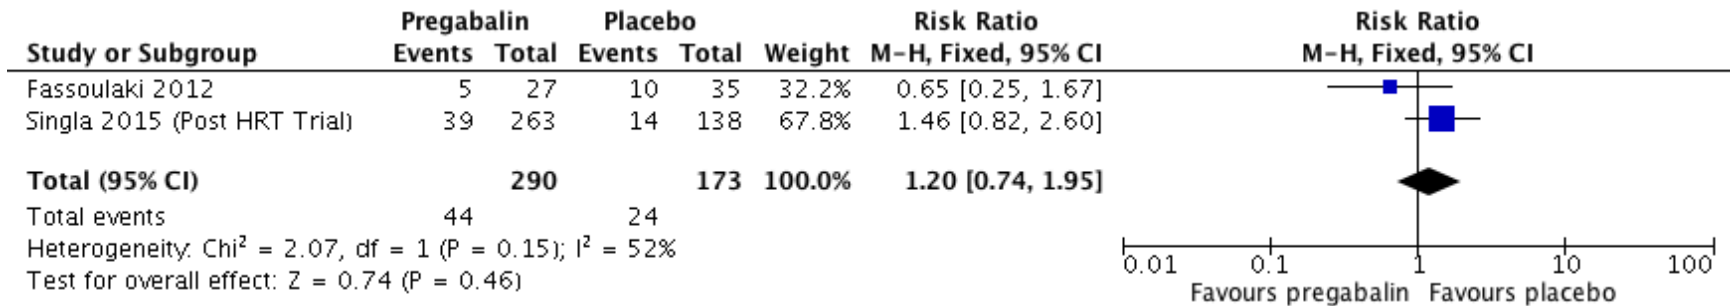 Pregabalin Placebo Risk Ratio Risk Ratio
Study or Subgroup Events Total Events Total Weight M-H, Fixed, 95% CI M-H, Fixed, 95% CI
Fassoulaki 2012 5 27 10 35 32.2% 0.65 [0.25, 1.67]
Singla 2015 (Post HRT Trial) 39 263 14 138 67.8% 1.46 [0.82, 2.60]
Total (95% CI) 290 173 100.0% 1.20 [0.74, 1.95]
Total events 44 24
Heterogeneity: Chi² = 2.07, df = 1 (P = 0.15); I² = 52%
Test for overall effect: Z = 0.74 (P = 0.46)
0.01 0.1 1 10 100
Favours pregabalin Favours placebo